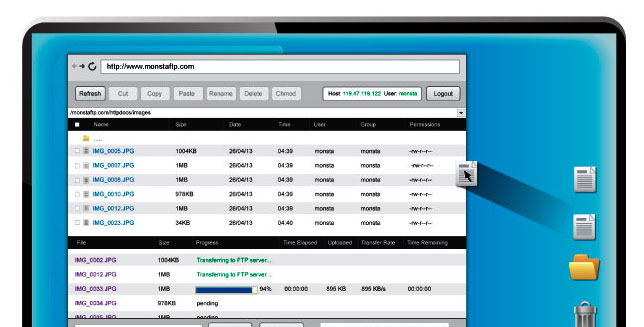 http://www.monstaftp.com
Refresh Cut Copy Paste Rename Delete Chmod Host: 119.47.119.122 User: monsta Logout
/monstaftp.com/httpdocs/images
Name Size Date Time User Group Permissions
....
IMG_0005.JPG 1004KB 26/04/13 04:39 monsta monsta -rw-r--r--
IMG_0007.JPG 1MB 26/04/13 04:39 monsta monsta -rw-r--r--
IMG_0008.JPG 1MB 26/04/13 04:39 monsta monsta -rw-r--r--
IMG_0010.JPG 978KB 26/04/13 04:39 monsta monsta -rw-r--r--
IMG_0012.JPG 1MB 26/04/13 04:39 monsta monsta -rw-r--r--
IMG_0023.JPG 34KB 26/04/13 04:40 monsta monsta -rw-r--r--
File Size Progress Time Elapsed Uploaded Transfer Rate Time Remaining
IMG_0002.JPG 1004KB Transferring to FTP server...
IMG_0012.JPG 1MB Transferring to FTP server...
IMG_0033.JPG 1MB 94% 00:00:00 895 KB 895 KB/s 00:00:00
IMG_0034 JPG 978KB pending
IMG_0035 JPG 1MB pending